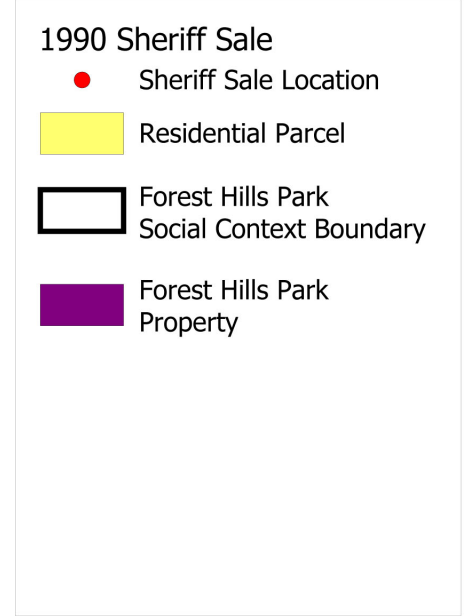 1990 Sheriff Sale
Sheriff Sale Location
Residential Parcel
Forest Hills Park
Social Context Boundary
Forest Hills Park
Property